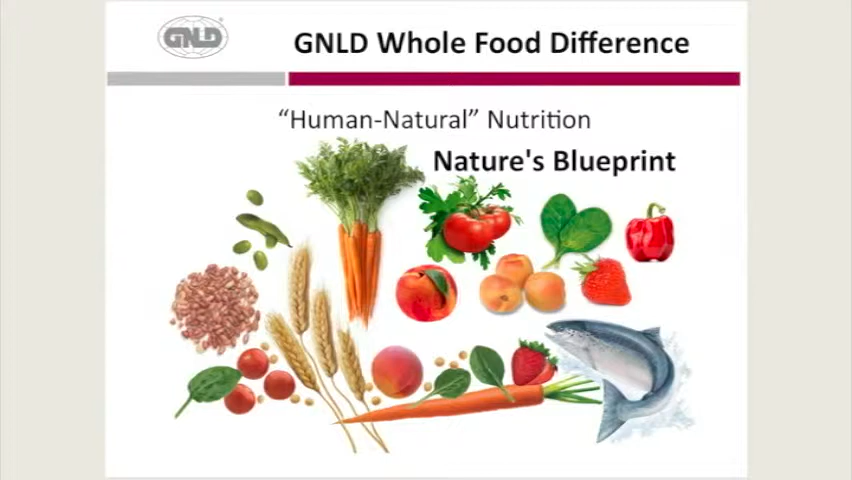 GNLD
GNLD Whole Food Difference
“Human-Natural” Nutrition
Nature's Blueprint